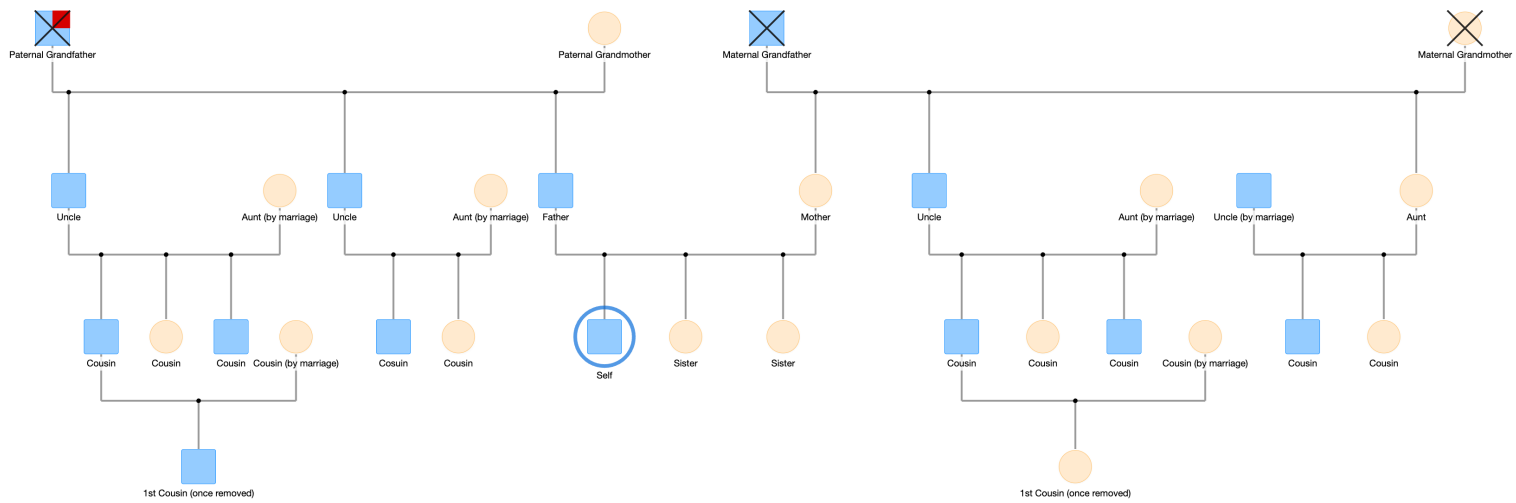 Paternal Grandfather
Paternal Grandmother
Maternal Grandfather
Maternal Grandmother
Uncle
Aunt (by marriage)
Uncle
Aunt (by marriage)
Father
Mother
Uncle
Aunt (by marriage)
Uncle (by marriage)
Aunt
Cousin
Cousin
Cousin
Cousin (by marriage)
Cosuin
Cousin
Self
Sister
Sister
Cousin
Cousin
Cousin
Cousin (by marriage)
Cousin
Cousin
1st Cousin (once removed)
1st Cousin (once removed)